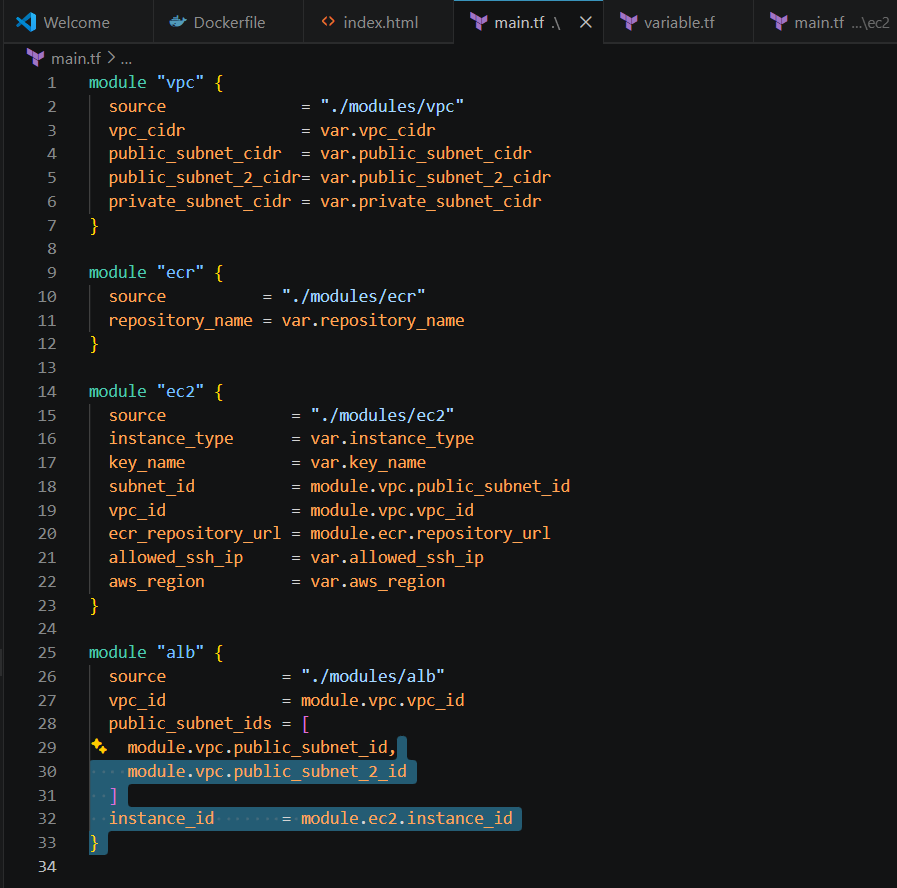 Welcome Dockerfile index.html main.tf .\ variable.tf main.tf ...\ec2
main.tf > ...
1 module "vpc" {
2   source              = "./modules/vpc"
3   vpc_cidr            = var.vpc_cidr
4   public_subnet_cidr  = var.public_subnet_cidr
5   public_subnet_2_cidr= var.public_subnet_2_cidr
6   private_subnet_cidr = var.private_subnet_cidr
7 }
8
9 module "ecr" {
10   source          = "./modules/ecr"
11   repository_name = var.repository_name
12 }
13
14 module "ec2" {
15   source             = "./modules/ec2"
16   instance_type      = var.instance_type
17   key_name           = var.key_name
18   subnet_id          = module.vpc.public_subnet_id
19   vpc_id             = module.vpc.vpc_id
20   ecr_repository_url = module.ecr.repository_url
21   allowed_ssh_ip     = var.allowed_ssh_ip
22   aws_region         = var.aws_region
23 }
24
25 module "alb" {
26   source            = "./modules/alb"
27   vpc_id            = module.vpc.vpc_id
28   public_subnet_ids = [
29     module.vpc.public_subnet_id,
30     module.vpc.public_subnet_2_id
31   ]
32   instance_id       = module.ec2.instance_id
33 }
34